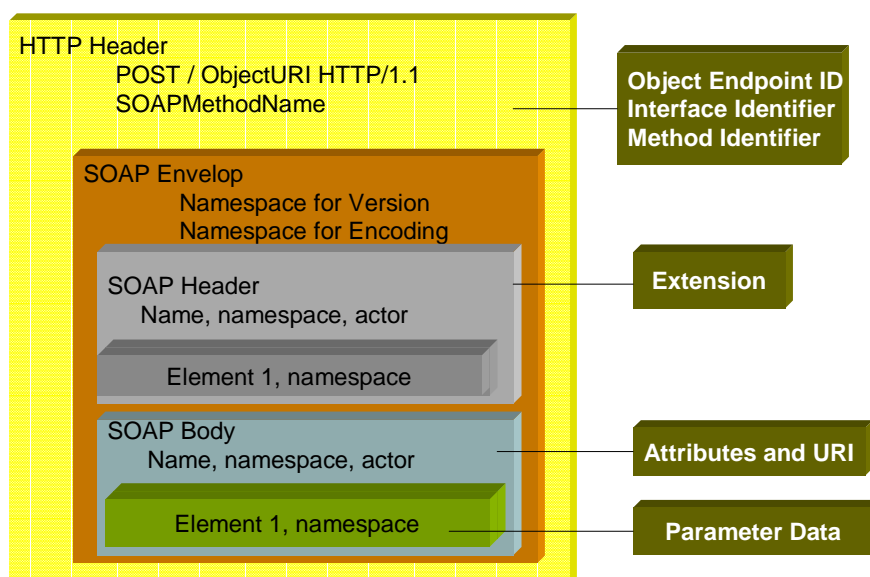 HTTP Header
POST / ObjectURI HTTP/1.1
SOAPMethodName
Object Endpoint ID
Interface Identifier
Method Identifier
SOAP Envelop
Namespace for Version
Namespace for Encoding
SOAP Header
Name, namespace, actor
Element 1, namespace
Extension
SOAP Body
Name, namespace, actor
Element 1, namespace
Attributes and URI
Parameter Data